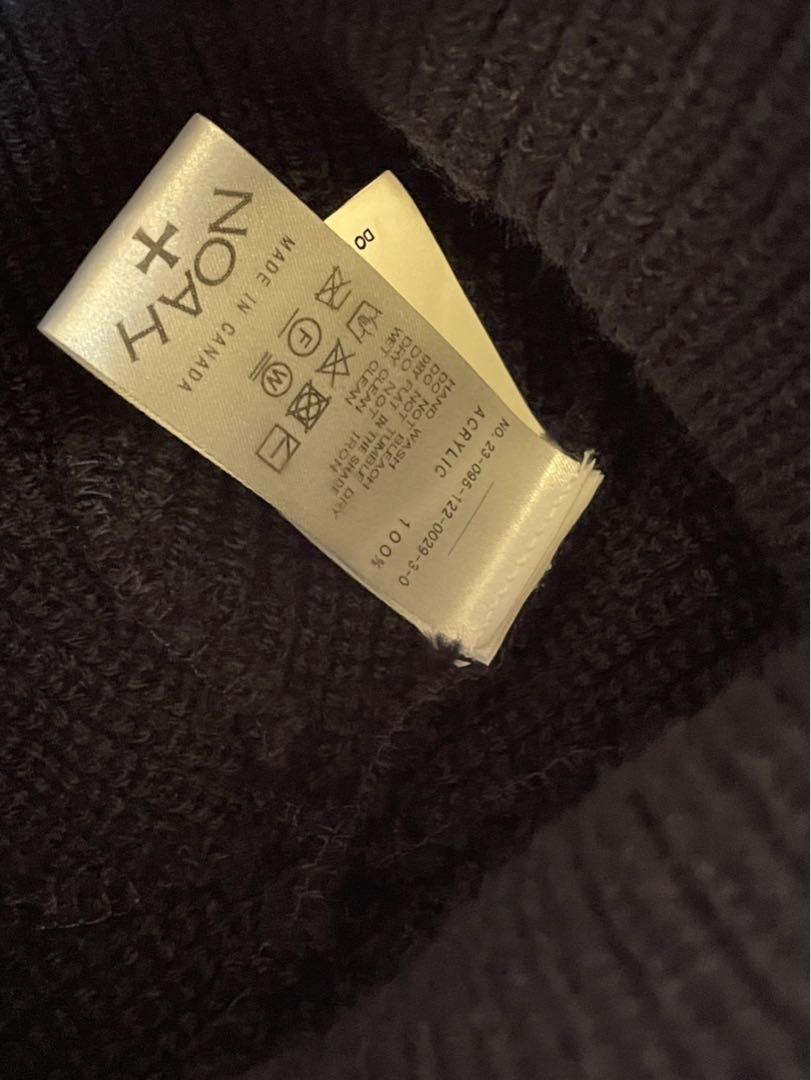 NOAH
MADE IN CANADA
F
W
HAND WASH
DO NOT BLEACH
DO NOT TUMBLE DRY
DRY FLAT IN THE SHADE
DO NOT IRON
DRY CLEAN
WET CLEAN
ACRYLIC 100%
NO. 23-095-122-0029-3-0
DO